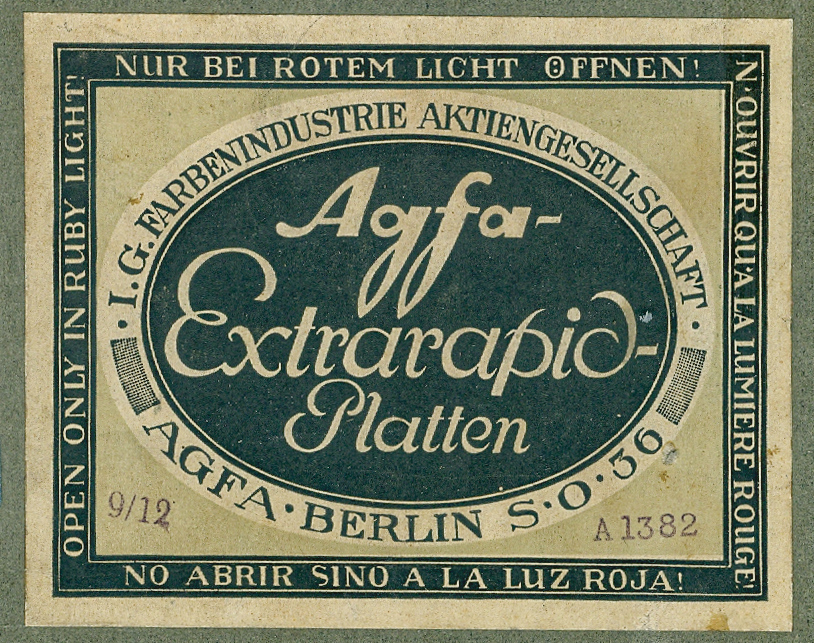 NUR BEI ROTEM LICHT ÖFFNEN!
OPEN ONLY IN RUBY LIGHT!
N'OUVRIR QU'A LA LUMIERE ROUGE!
· I. G. FARBENINDUSTRIE AKTIENGESELLSCHAFT ·
Agfa-
Extrarapid-
Platten
AGFA · BERLIN S·O·36
9/12
A 1382
NO ABRIR SINO A LA LUZ ROJA!